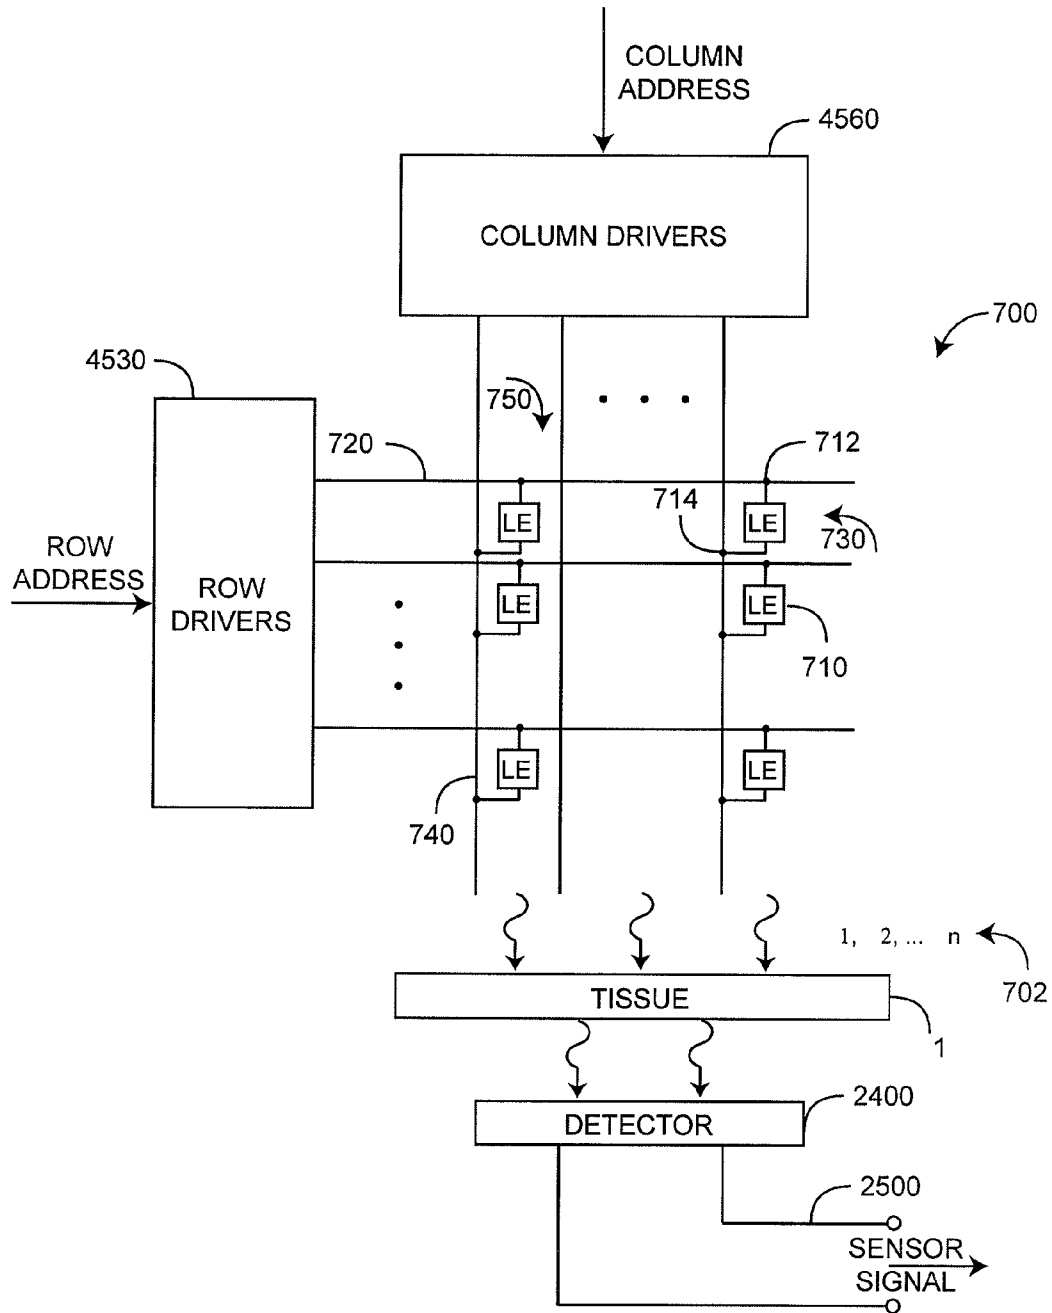 COLUMN
ADDRESS
4560
COLUMN DRIVERS
700
4530
750
720
712
714
LE
LE
730
ROW
ADDRESS
ROW
DRIVERS
LE
LE
710
LE
LE
740
1, 2, ... n
702
TISSUE
1
2400
DETECTOR
2500
SENSOR
SIGNAL